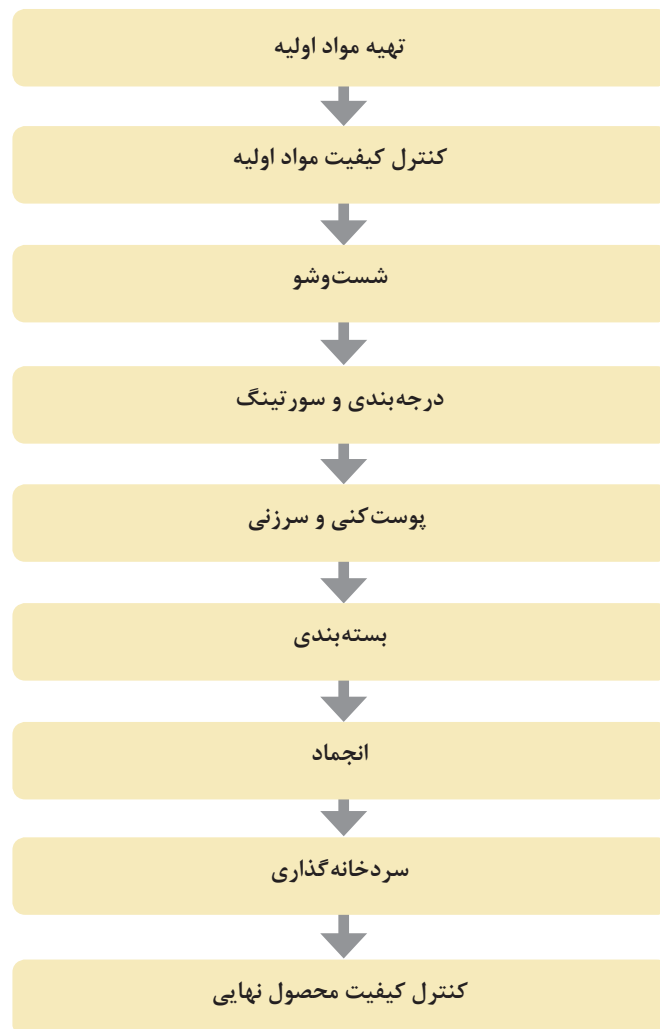 تهیه مواد اولیه
کنترل کیفیت مواد اولیه
شست‌وشو
درجه‌بندی و سورتینگ
پوست‌کنی و سرزنی
بسته‌بندی
انجماد
سردخانه‌گذاری
کنترل کیفیت محصول نهایی